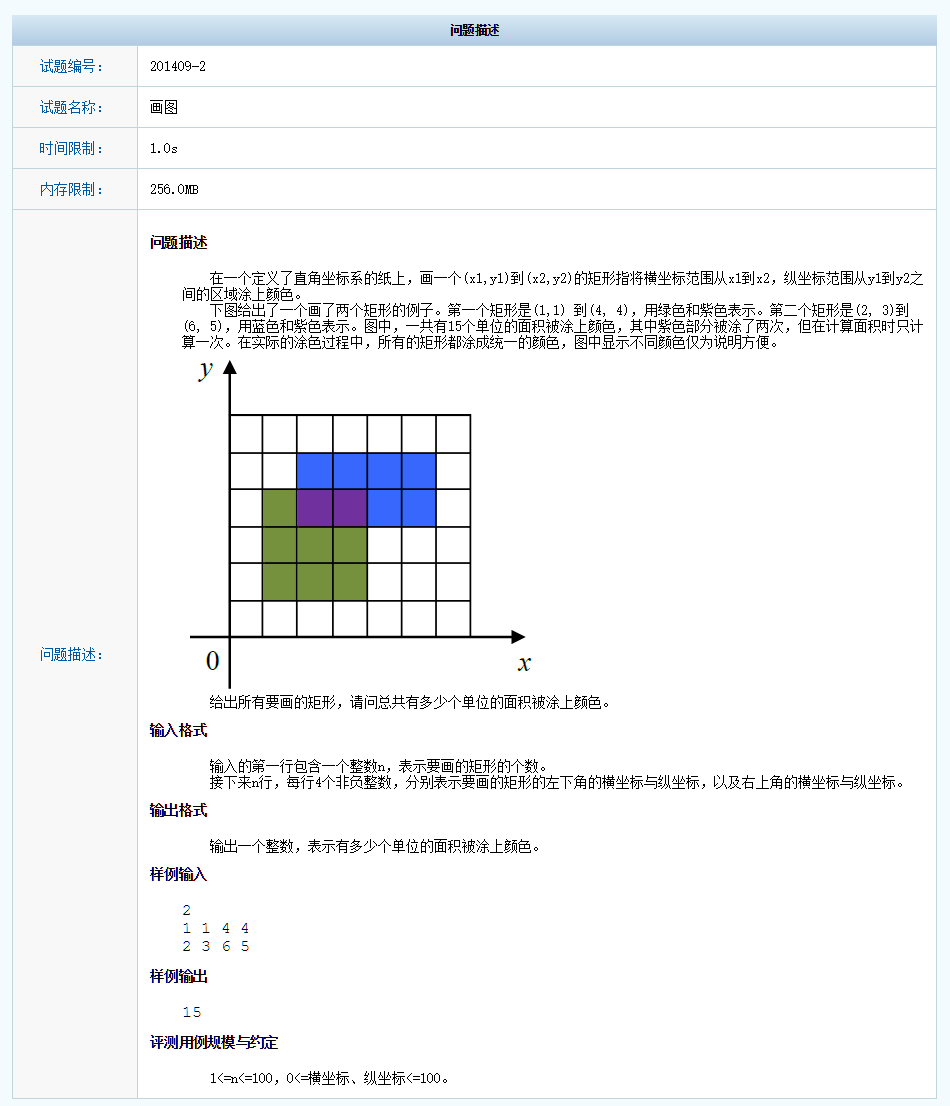 问题描述
试题编号： 201409-2
试题名称： 画图
时间限制： 1.0s
内存限制： 256.0MB
问题描述：
问题描述
在一个定义了直角坐标系的纸上，画一个(x1,y1)到(x2,y2)的矩形指将横坐标范围从x1到x2，纵坐标范围从y1到y2之
间的区域涂上颜色。
下图给出了一个画了两个矩形的例子。第一个矩形是(1,1) 到(4, 4)，用绿色和紫色表示。第二个矩形是(2, 3)到
(6, 5)，用蓝色和紫色表示。图中，一共有15个单位的面积被涂上颜色，其中紫色部分被涂了两次，但在计算面积时只计
算一次。在实际的涂色过程中，所有的矩形都涂成统一的颜色，图中显示不同颜色仅为说明方便。
y
0
x
给出所有要画的矩形，请问总共有多少个单位的面积被涂上颜色。
输入格式
输入的第一行包含一个整数n，表示要画的矩形的个数。
接下来n行，每行4个非负整数，分别表示要画的矩形的左下角的横坐标与纵坐标，以及右上角的横坐标与纵坐标。
输出格式
输出一个整数，表示有多少个单位的面积被涂上颜色。
样例输入
2
1 1 4 4
2 3 6 5
样例输出
15
评测用例规模与约定
1<=n<=100，0<=横坐标、纵坐标<=100。